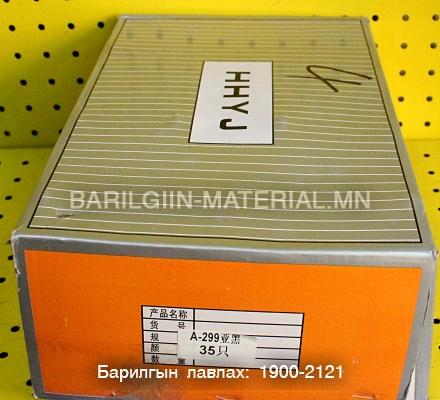 HHYJ
4
BARILGIIN-MATERIAL.MN
产品名称
货 号
规
颜
数
A-299亚黑
35只
Барилгын лавлах: 1900-2121